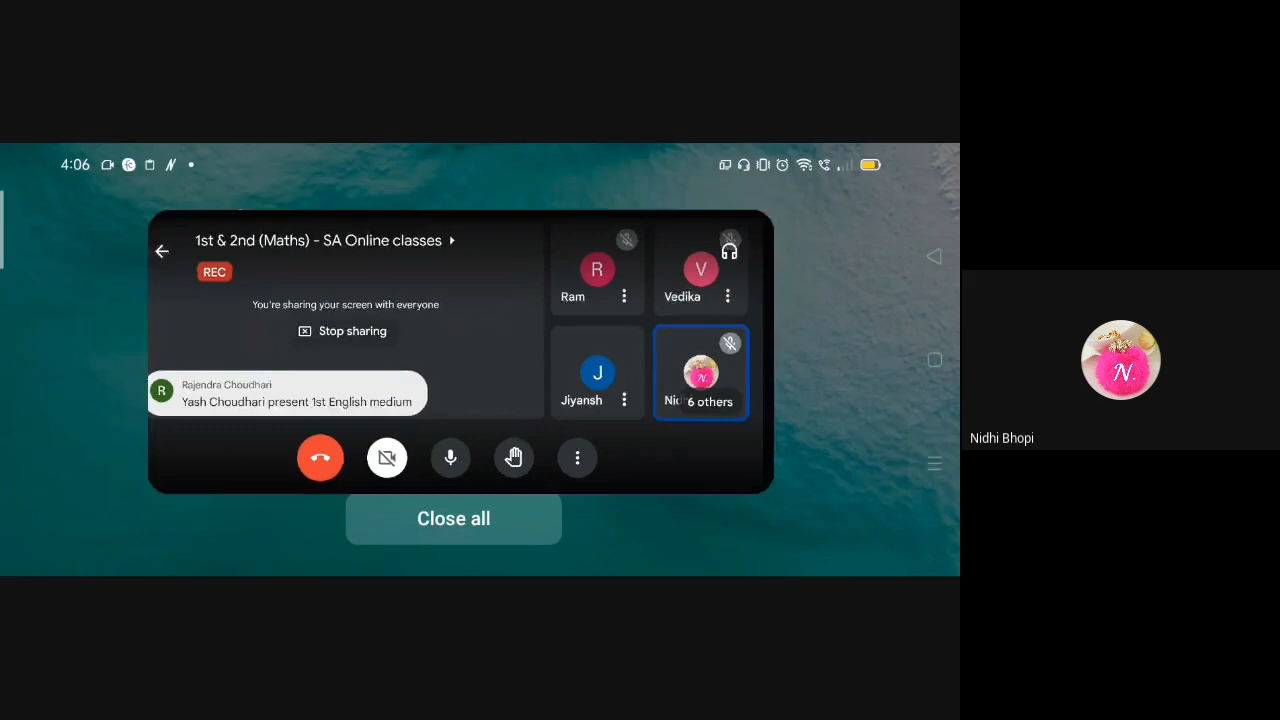 4:06
1st & 2nd (Maths) - SA Online classes
REC
You're sharing your screen with everyone
Stop sharing
Rajendra Choudhari
R
Yash Choudhari present 1st English medium
R
Ram
V
Vedika
J
Jiyansh
N.
6 others
Close all
N.
Nidhi Bhopi